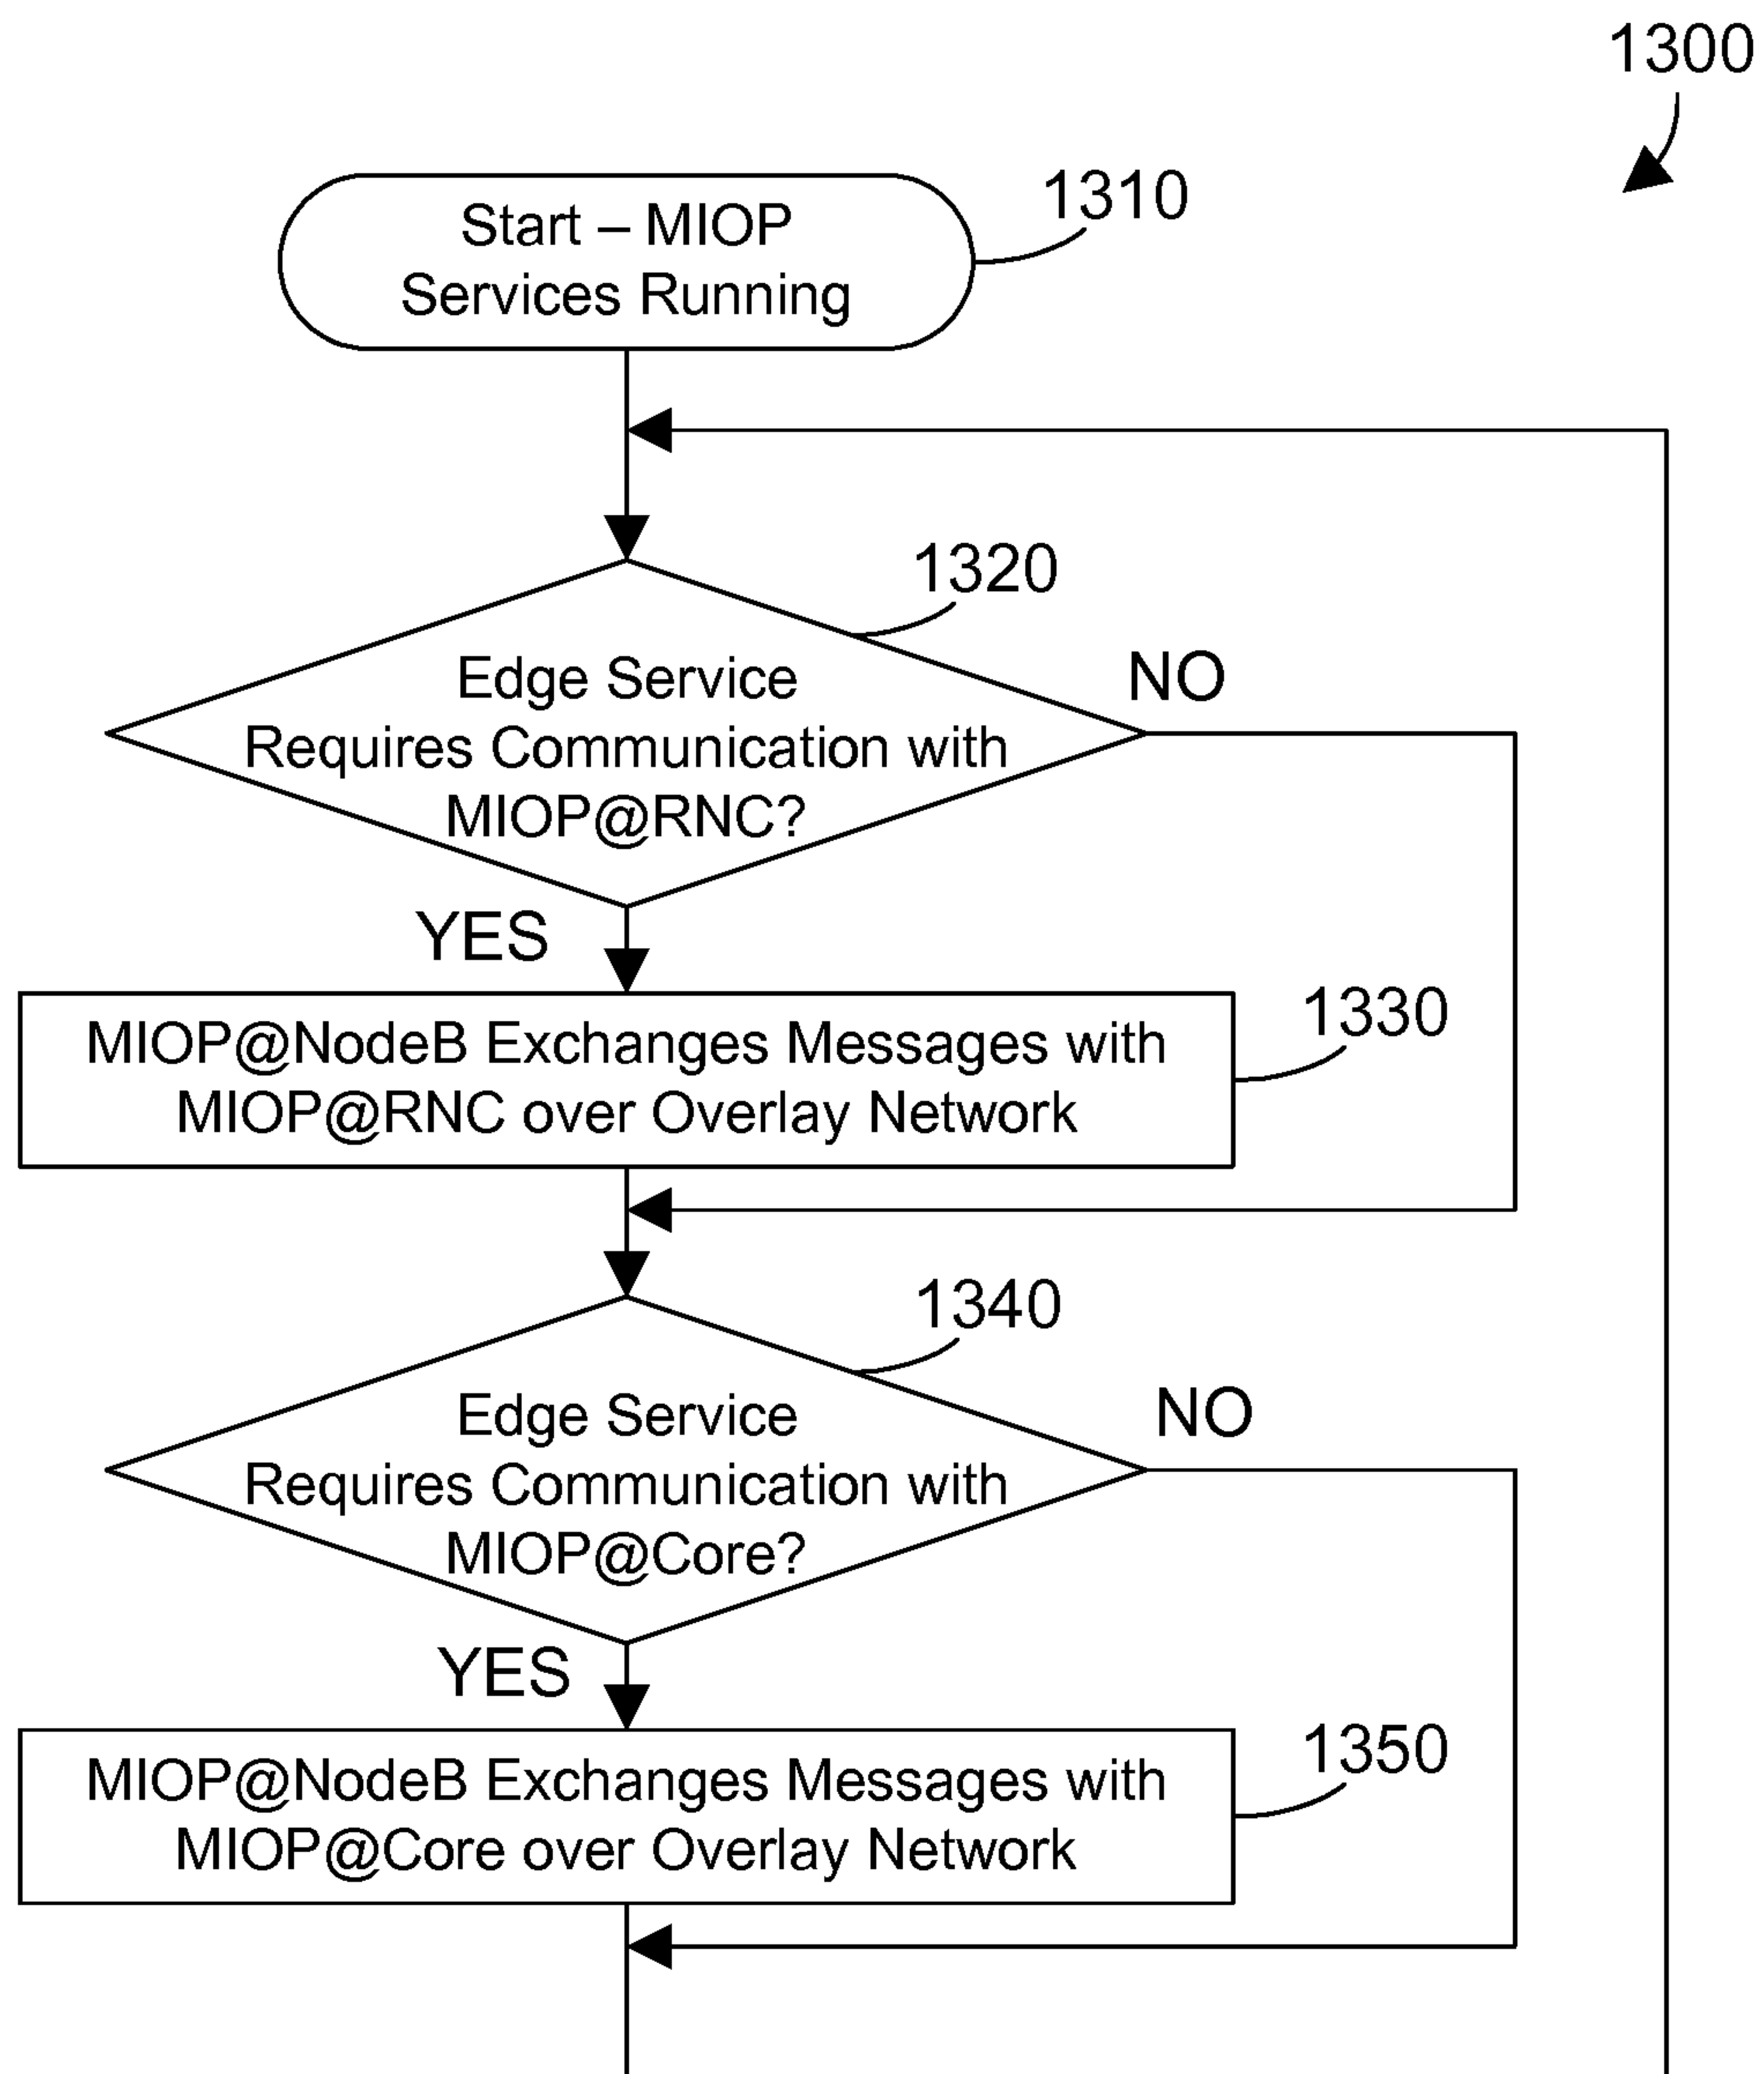 1300
Start – MIOP
Services Running
1310
1320
Edge Service
Requires Communication with
MIOP@RNC?
NO
YES
MIOP@NodeB Exchanges Messages with
MIOP@RNC over Overlay Network
1330
1340
Edge Service
Requires Communication with
MIOP@Core?
NO
YES
MIOP@NodeB Exchanges Messages with
MIOP@Core over Overlay Network
1350